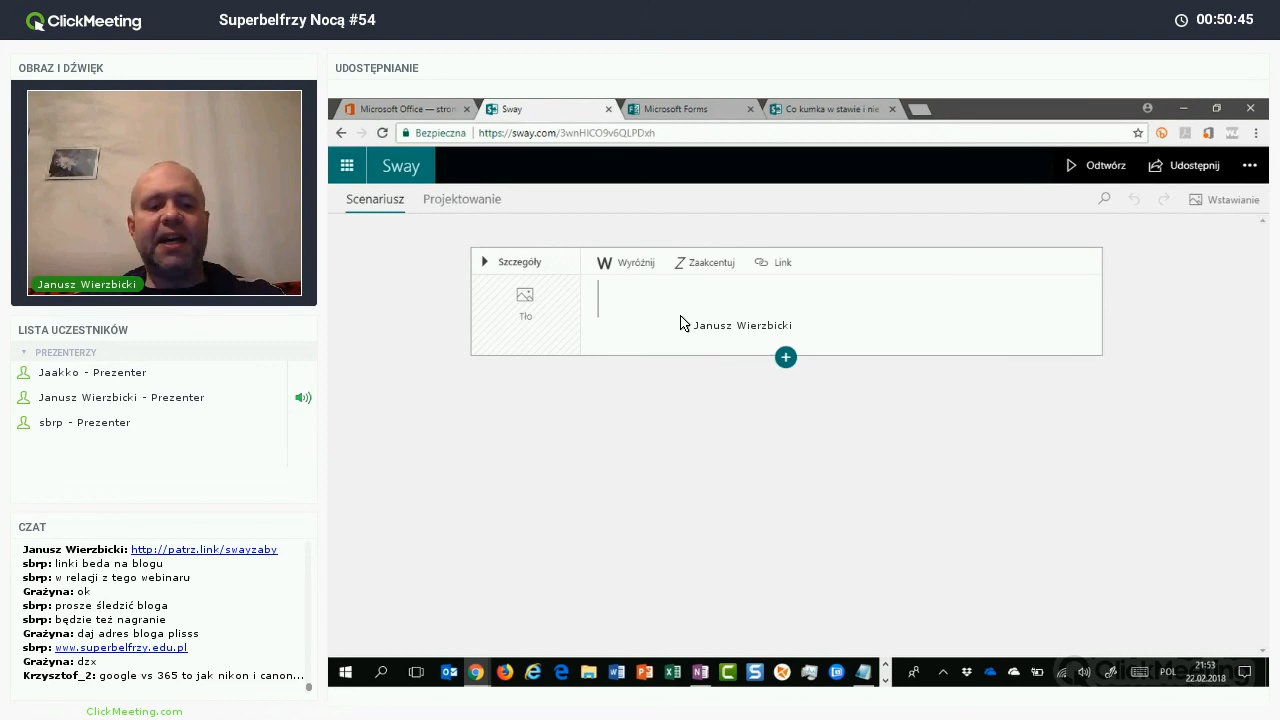 ClickMeeting
Superbelfrzy Nocą #54
00:50:45
OBRAZ I DŹWIĘK
Janusz Wierzbicki
LISTA UCZESTNIKÓW
PREZENTERZY
Jaakko - Prezenter
Janusz Wierzbicki - Prezenter
sbrp - Prezenter
CZAT
Janusz Wierzbicki: http://patrz.link/swayzaby
sbrp: linki beda na blogu
sbrp: w relacji z tego webinaru
Grażyna: ok
sbrp: prosze śledzić bloga
sbrp: będzie też nagranie
Grażyna: daj adres bloga plisss
sbrp: www.superbelfrzy.edu.pl
Grażyna: dzx
Krzysztof_2: google vs 365 to jak nikon i canon...
ClickMeeting.com
UDOSTĘPNIANIE
Microsoft Office — stron
Sway
Microsoft Forms
Co kumka w stawie i nie
Bezpieczna
https://sway.com/3wnHICO9v6QLPDxh
Sway
Odtwórz
Udostępnij
Scenariusz
Projektowanie
Wstawianie
Szczegóły
W Wyróżnij
Z Zaakcentuj
Link
Tło
Janusz Wierzbicki
ClickMeeting
POL
21:53
22.02.2018